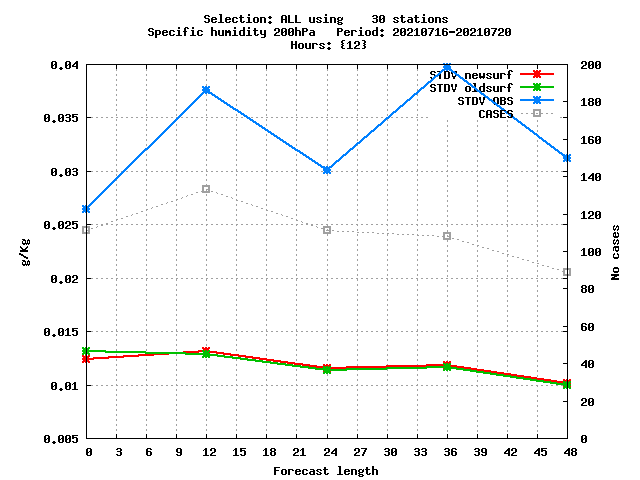 Selection: ALL using    30 stations
Specific humidity 200hPa   Period: 20210716-20210720
Hours: {12}
STDV newsurf
STDV oldsurf
STDV OBS
CASES
0.04
0.035
0.03
0.025
0.02
0.015
0.01
0.005
g/Kg
200
180
160
140
120
100
80
60
40
20
0
No cases
0 3 6 9 12 15 18 21 24 27 30 33 36 39 42 45 48
Forecast length